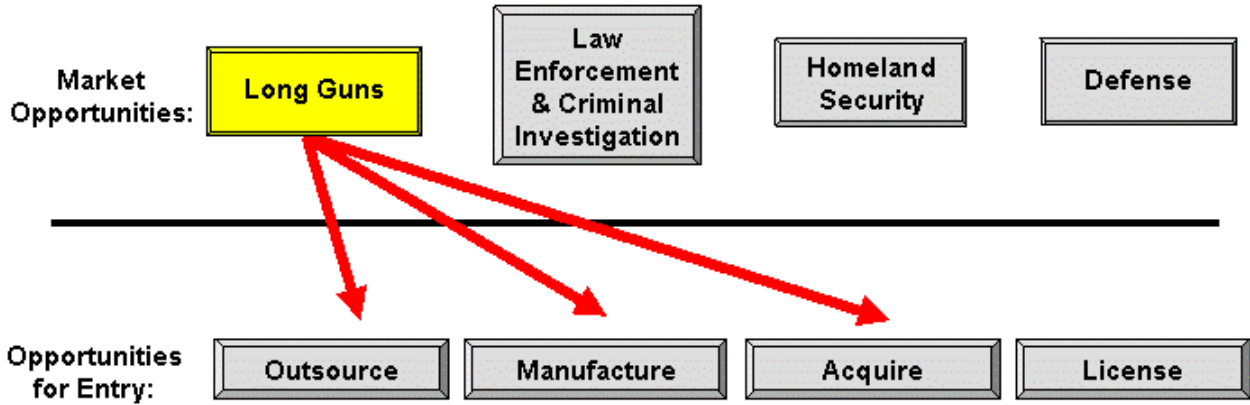 Market
Opportunities:
Long Guns
Law
Enforcement
& Criminal
Investigation
Homeland
Security
Defense
Opportunities
for Entry:
Outsource
Manufacture
Acquire
License